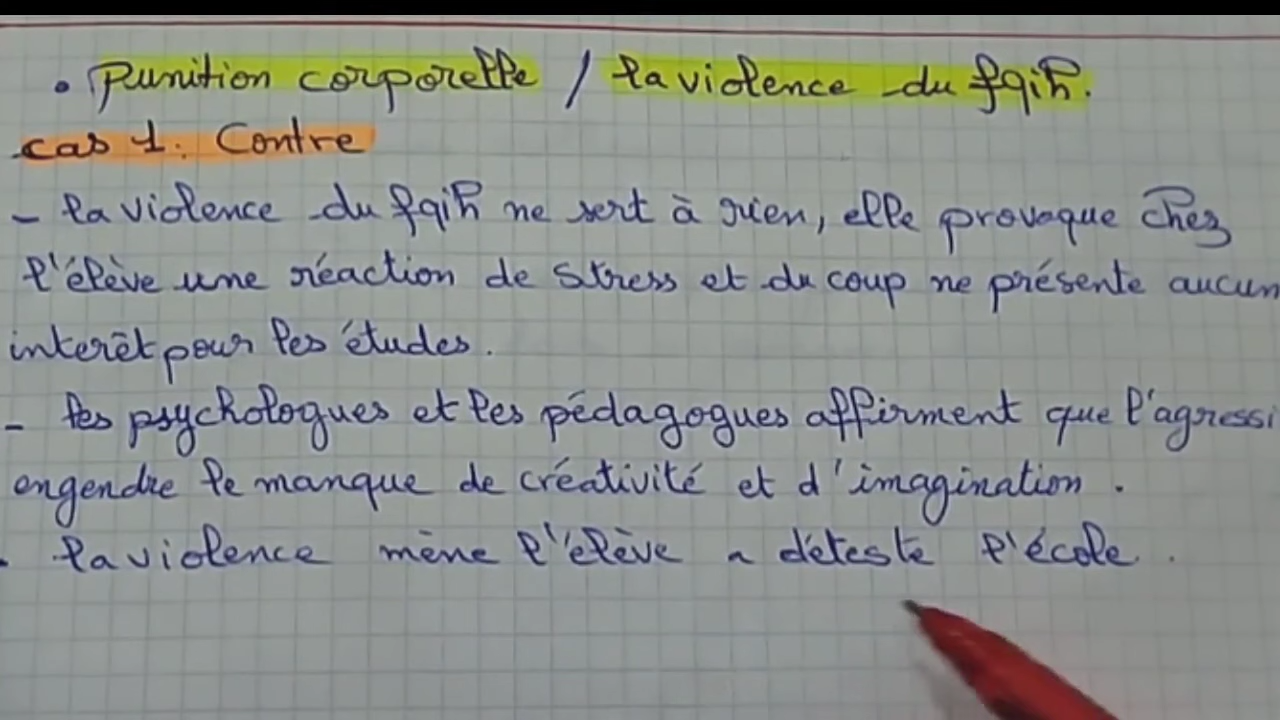 • Punition corporelle / la violence du fqih.
cas 1. Contre
- la violence du fqih ne sert à rien, elle provoque chez
l'élève une réaction de stress et du coup ne présente aucun
interêt pour les études.
- les psychologues et les pédagogues affirment que l'agressi
engendre le manque de créativité et d'imagination.
- la violence mène l'élève a déteste l'école.